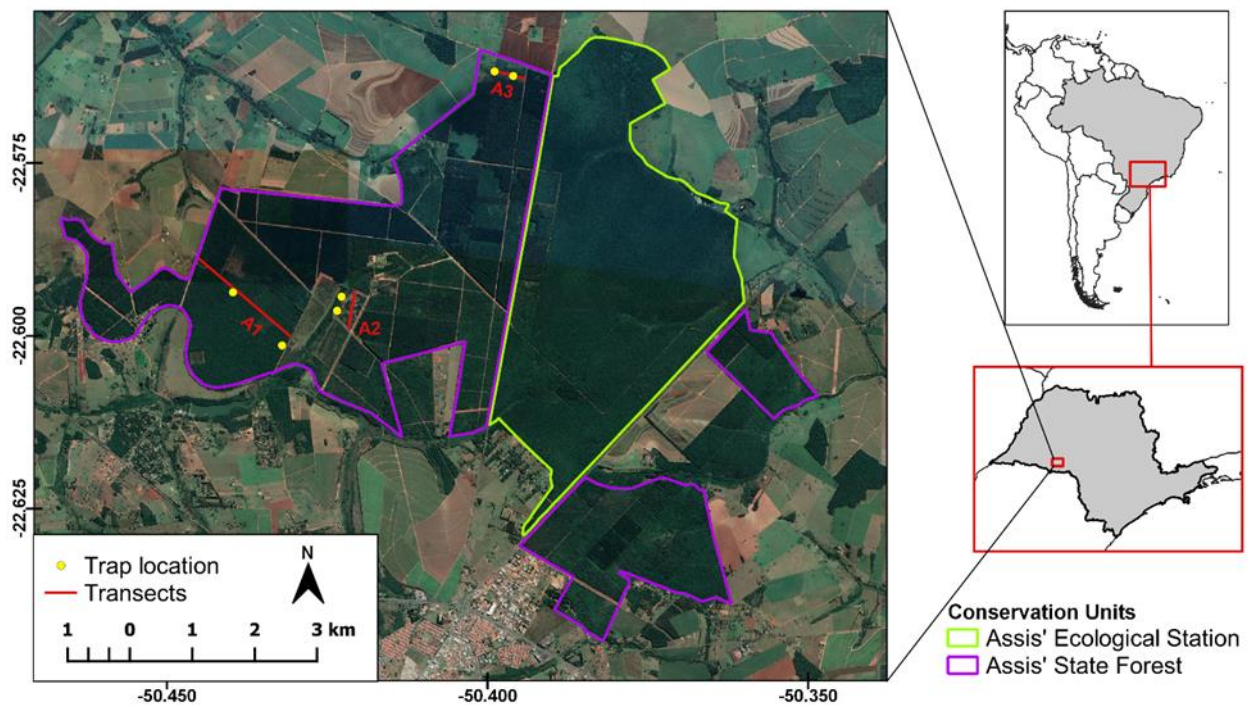 A3
-22.575
A1
A2
-22.600
-22.625
Trap location
Transects
N
1 0 1 2 3 km
-50.450
-50.400
-50.350
Conservation Units
Assis' Ecological Station
Assis' State Forest